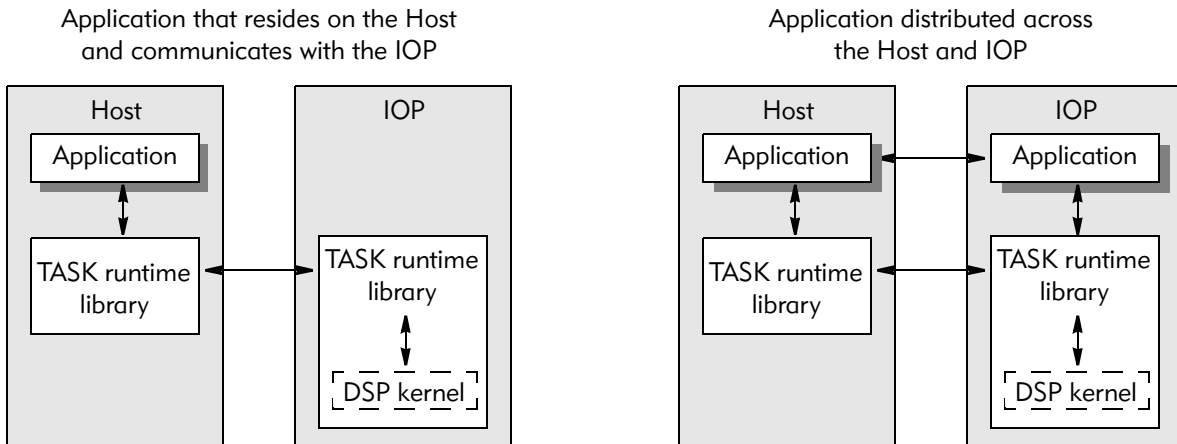 Application that resides on the Host
and communicates with the IOP
Host
Application
TASK runtime
library
IOP
TASK runtime
library
DSP kernel
Application distributed across
the Host and IOP
Host
Application
TASK runtime
library
IOP
Application
TASK runtime
library
DSP kernel